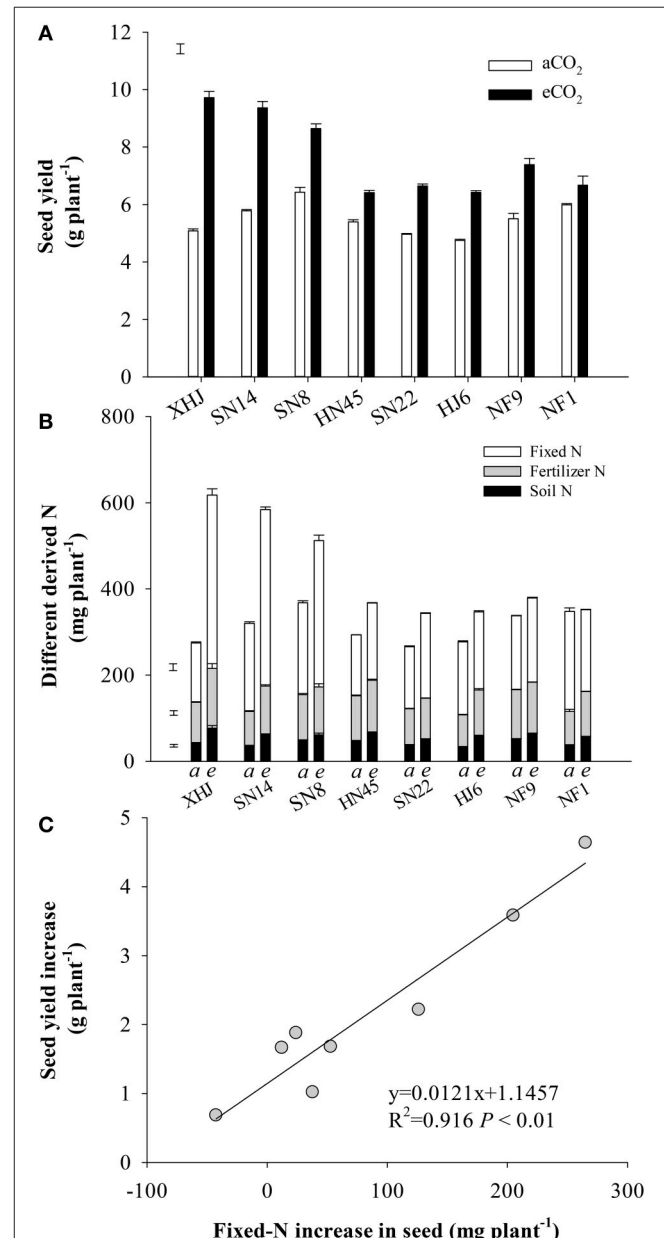 A
12
10
8
6
4
2
0
Seed yield
(g plant⁻¹)
aCO₂
eCO₂
XHJ SN14 SN8 HN45 SN22 HJ6 NF9 NF1
B
800
600
400
200
0
Different derived N
(mg plant⁻¹)
Fixed N
Fertilizer N
Soil N
a e a e a e a e a e a e a e a e
XHJ SN14 SN8 HN45 SN22 HJ6 NF9 NF1
C
5
4
3
2
1
0
Seed yield increase
(g plant⁻¹)
y=0.0121x+1.1457
R²=0.916 P < 0.01
-100 0 100 200 300
Fixed-N increase in seed (mg plant⁻¹)